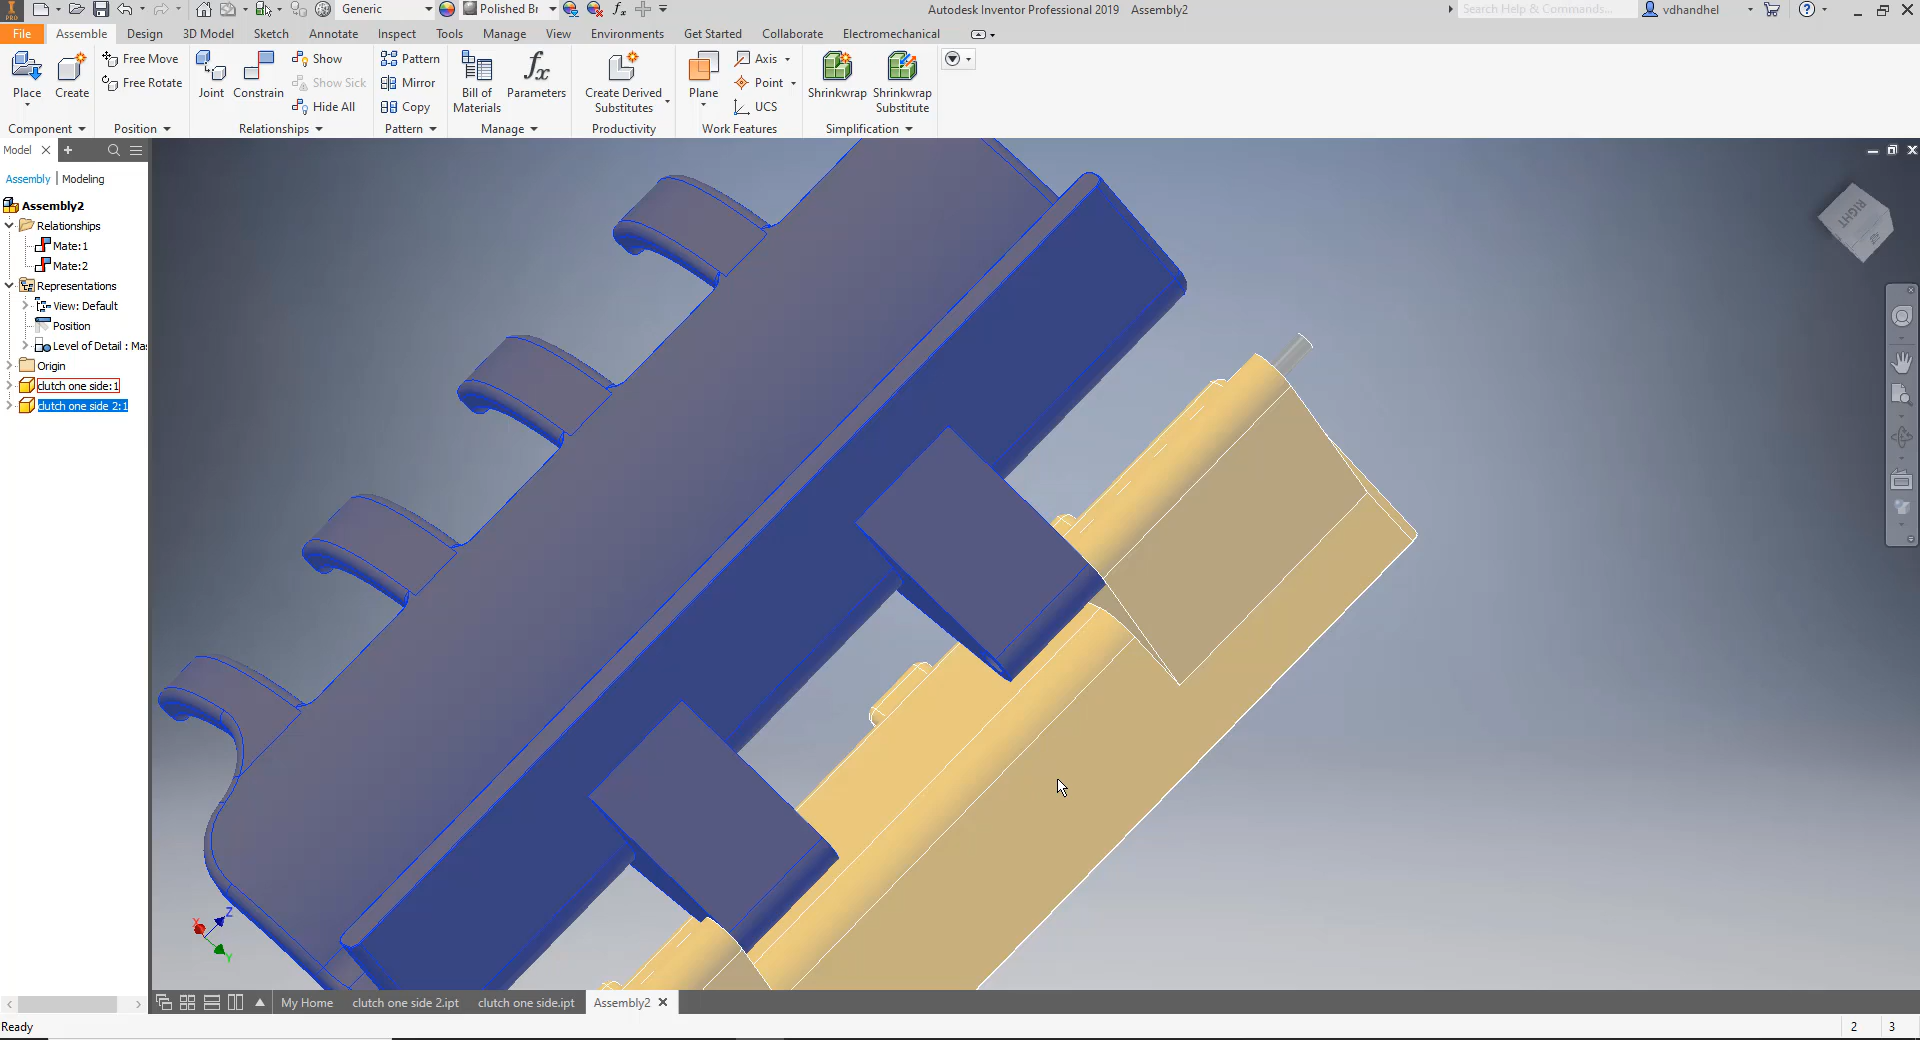 Generic
Polished Br
Autodesk Inventor Professional 2019 Assembly2
Search Help & Commands...
vdhandhel
File Assemble Design 3D Model Sketch Annotate Inspect Tools Manage View Environments Get Started Collaborate Electromechanical
Place
Create
Free Move
Free Rotate
Component
Position
Joint
Constrain
Show
Show Sick
Hide All
Relationships
Pattern
Mirror
Copy
Pattern
Bill of
Materials
Parameters
Manage
Create Derived
Substitutes
Productivity
Plane
Axis
Point
UCS
Work Features
Shrinkwrap
Shrinkwrap
Substitute
Simplification
Model
Assembly | Modeling
Assembly2
Relationships
Mate:1
Mate:2
Representations
View: Default
Position
Level of Detail : Mas
Origin
clutch one side:1
clutch one side 2:1
RIGHT
X
Z
Y
My Home
clutch one side 2.ipt
clutch one side.ipt
Assembly2
Ready
2 3